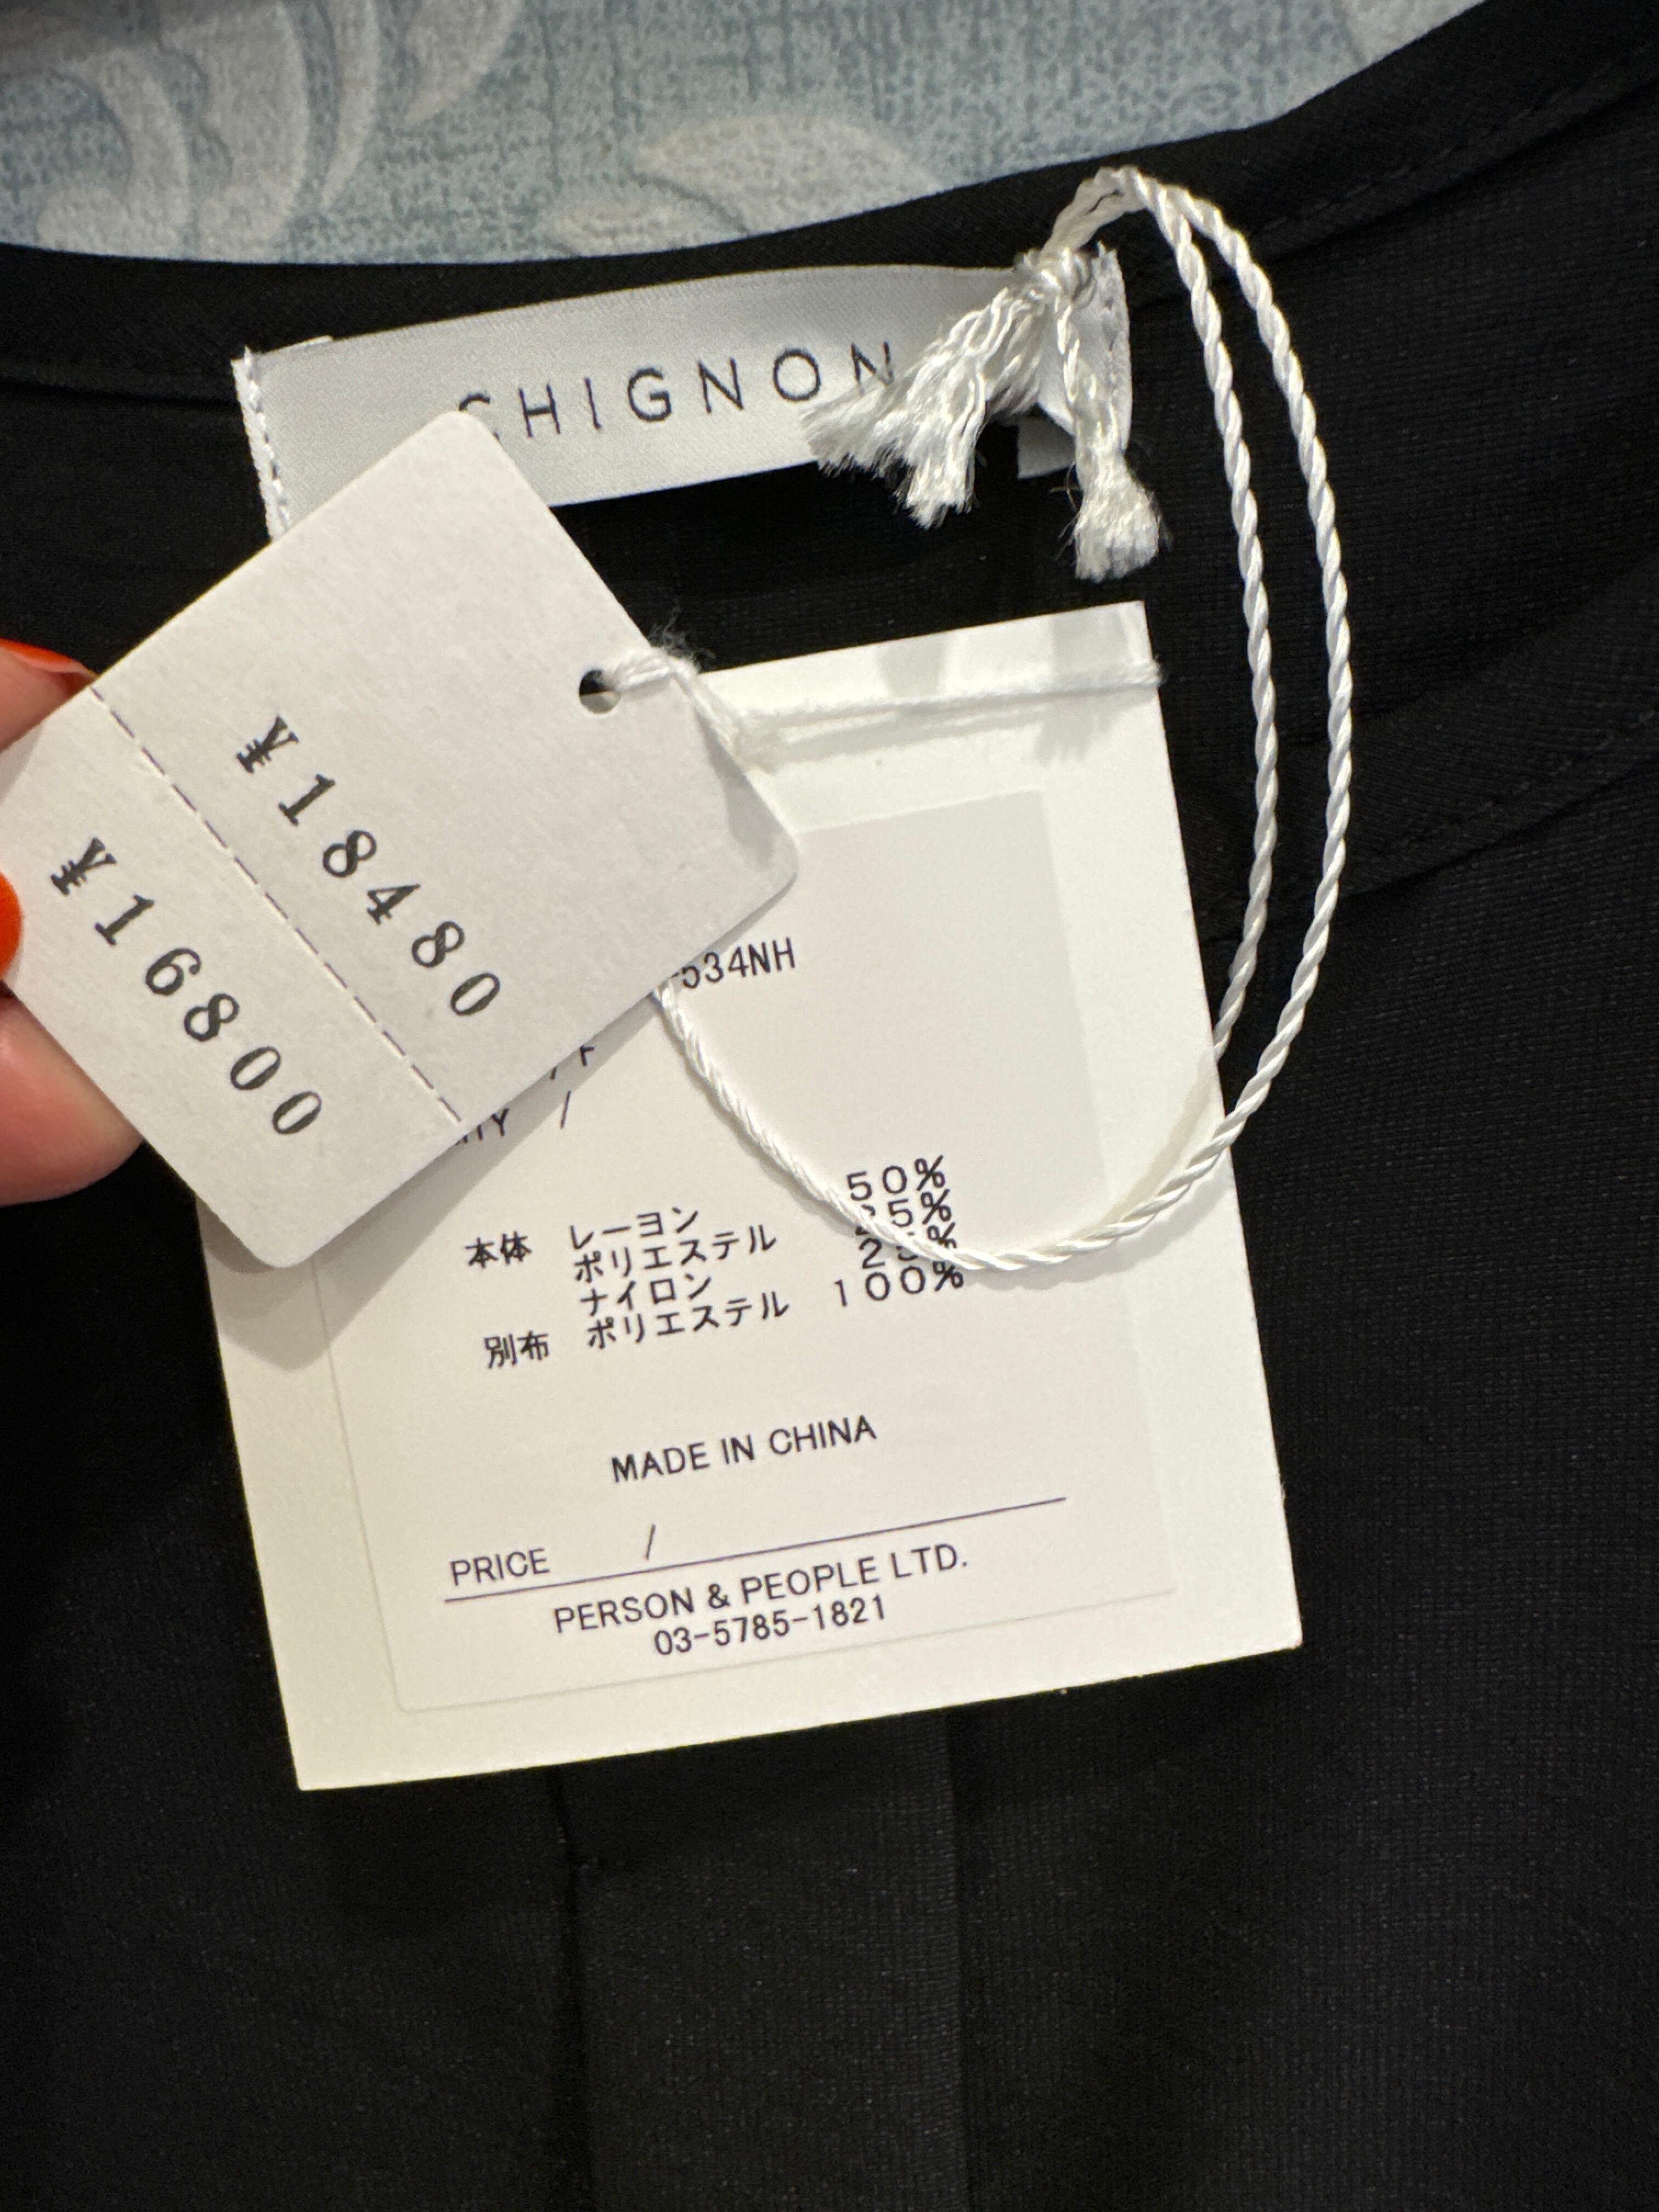 CHIGNON
¥18480
¥16800
534NH
/
本体 レーヨン 50%
ポリエステル 25%
ナイロン 25%
別布 ポリエステル 100%
MADE IN CHINA
PRICE /
PERSON & PEOPLE LTD.
03-5785-1821